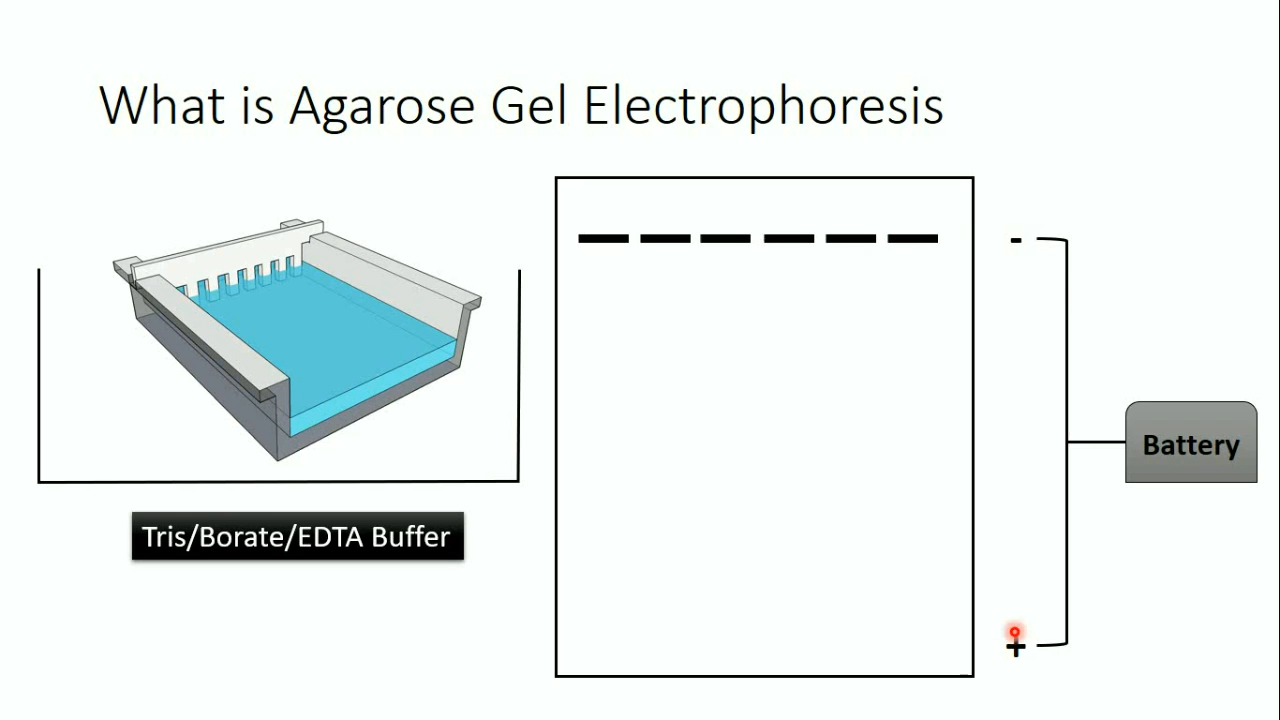 What is Agarose Gel Electrophoresis
-
Battery
Tris/Borate/EDTA Buffer
+